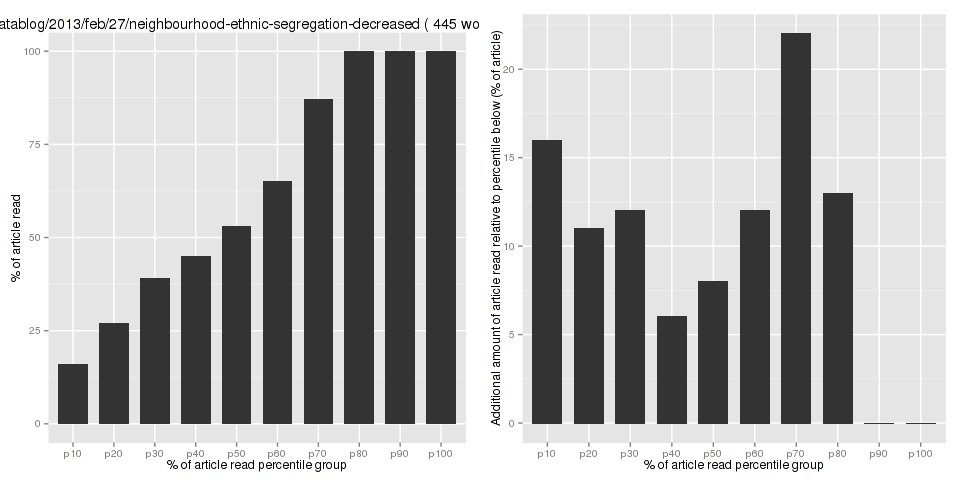 atablog/2013/feb/27/neighbourhood-ethnic-segregation-decreased ( 445 wo
% of article read
100
75
50
25
0
p10 p20 p30 p40 p50 p60 p70 p80 p90 p100
% of article read percentile group
Additional amount of article read relative to percentile below (% of article)
20
15
10
5
0
p10 p20 p30 p40 p50 p60 p70 p80 p90 p100
% of article read percentile group